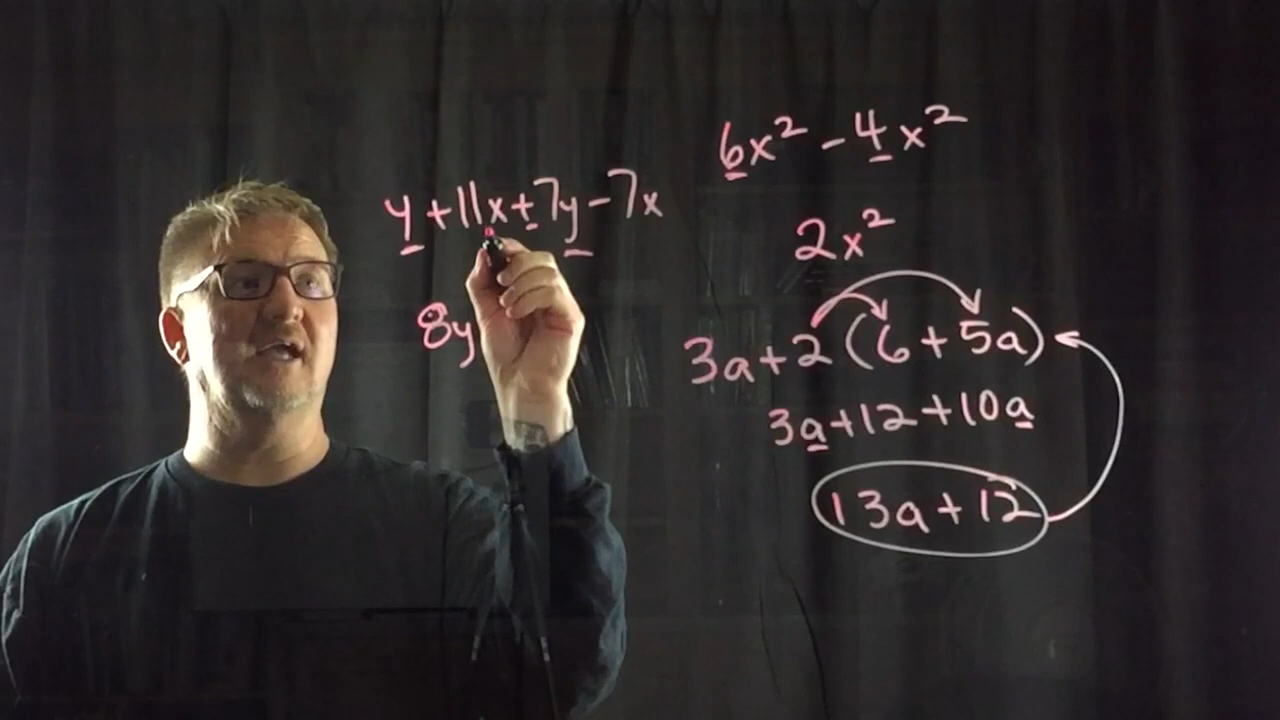 y + 11x + 7y - 7x
8y
6x² - 4x²
2x²
3a + 2 (6 + 5a)
3a + 12 + 10a
13a + 12